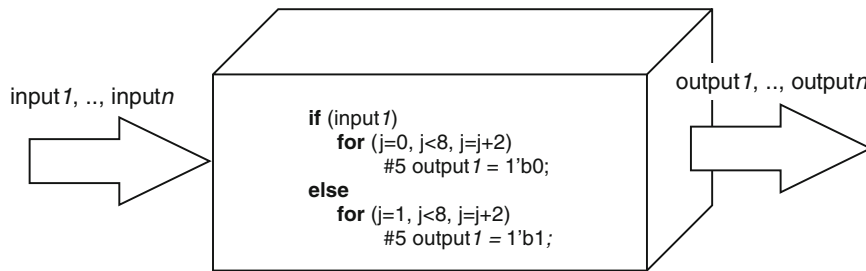 input1, .., inputn
output1, .., outputn
if (input1)
for (j=0, j<8, j=j+2)
#5 output1 = 1'b0;
else
for (j=1, j<8, j=j+2)
#5 output1 = 1'b1;